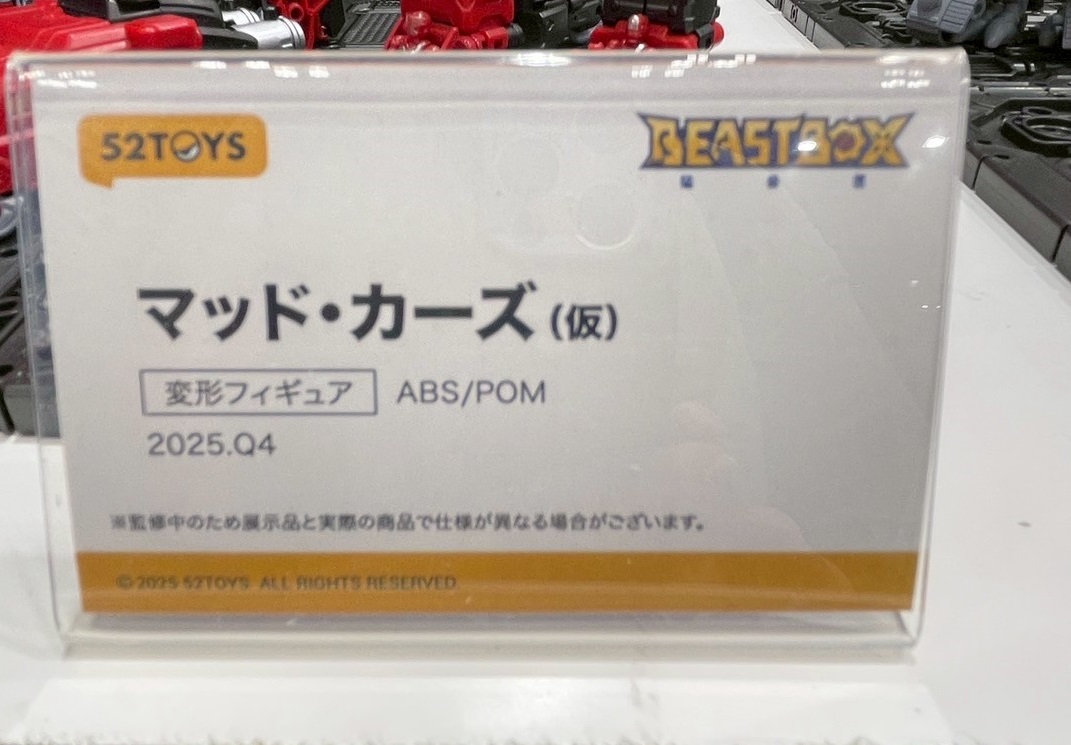 52TOYS
BEASTBOX
マッド・カーズ(仮)
変形フィギュア ABS/POM
2025.Q4
※監修中のため展示品と実際の商品で仕様が異なる場合がございます。
©2025 52TOYS ALL RIGHTS RESERVED